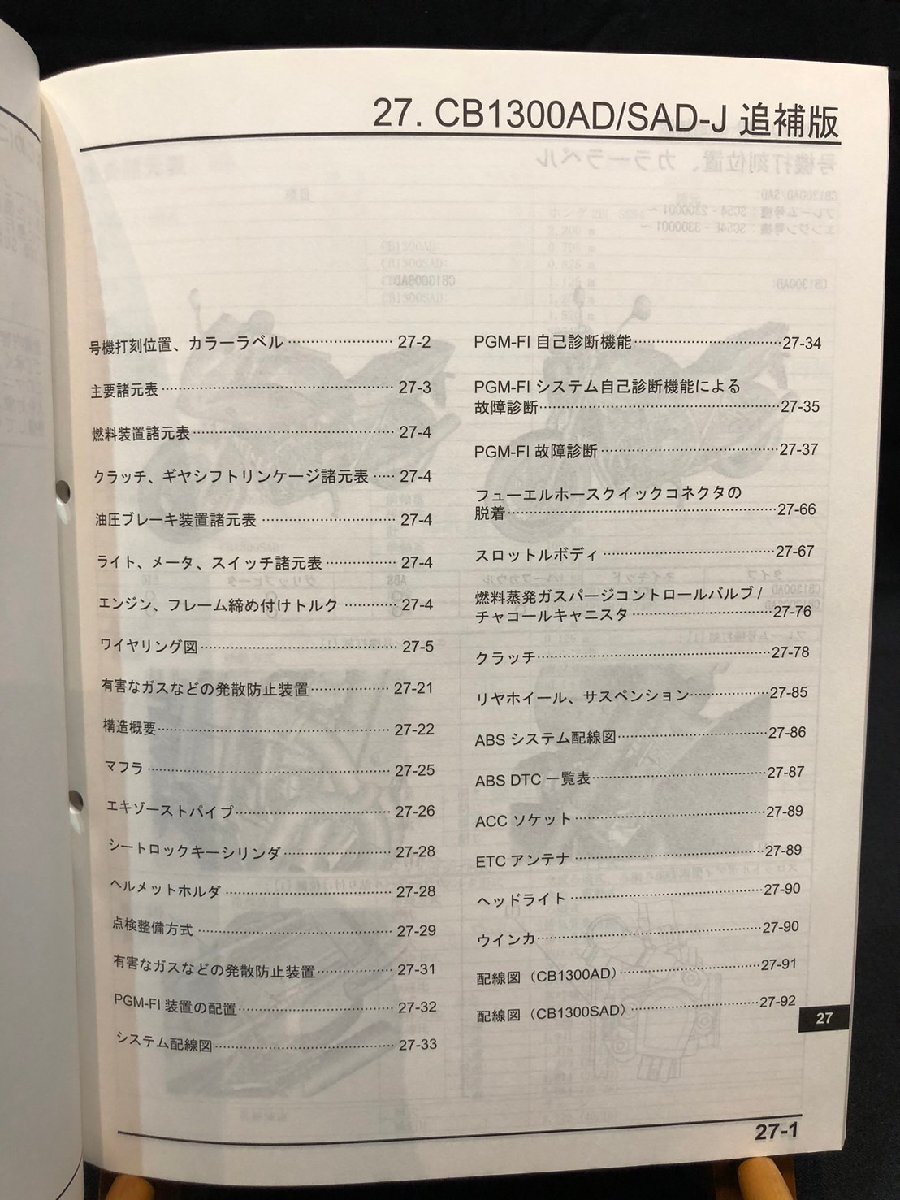 27. CB1300AD/SAD-J 追補版
号機打刻位置、カラーラベル 27-2
主要諸元表 27-3
燃料装置諸元表 27-4
クラッチ、ギヤシフトリンケージ諸元表 27-4
油圧ブレーキ装置諸元表 27-4
ライト、メータ、スイッチ諸元表 27-4
エンジン、フレーム締め付けトルク 27-4
ワイヤリング図 27-5
有害なガスなどの発散防止装置 27-21
構造概要 27-22
マフラ 27-25
エキゾーストパイプ 27-26
シートロックキーシリンダ 27-28
ヘルメットホルダ 27-28
点検整備方式 27-29
有害なガスなどの発散防止装置 27-31
PGM-FI 装置の配置 27-32
システム配線図 27-33
PGM-FI 自己診断機能 27-34
PGM-FI システム自己診断機能による
故障診断 27-35
PGM-FI 故障診断 27-37
フューエルホースクイックコネクタの
脱着 27-66
スロットルボディ 27-67
燃料蒸発ガスパージコントロールバルブ/
チャコールキャニスタ 27-76
クラッチ 27-78
リヤホイール、サスペンション 27-85
ABS システム配線図 27-86
ABS DTC 一覧表 27-87
ACC ソケット 27-89
ETC アンテナ 27-89
ヘッドライト 27-90
ウインカ 27-90
配線図（CB1300AD） 27-91
配線図（CB1300SAD） 27-92
27
27-1